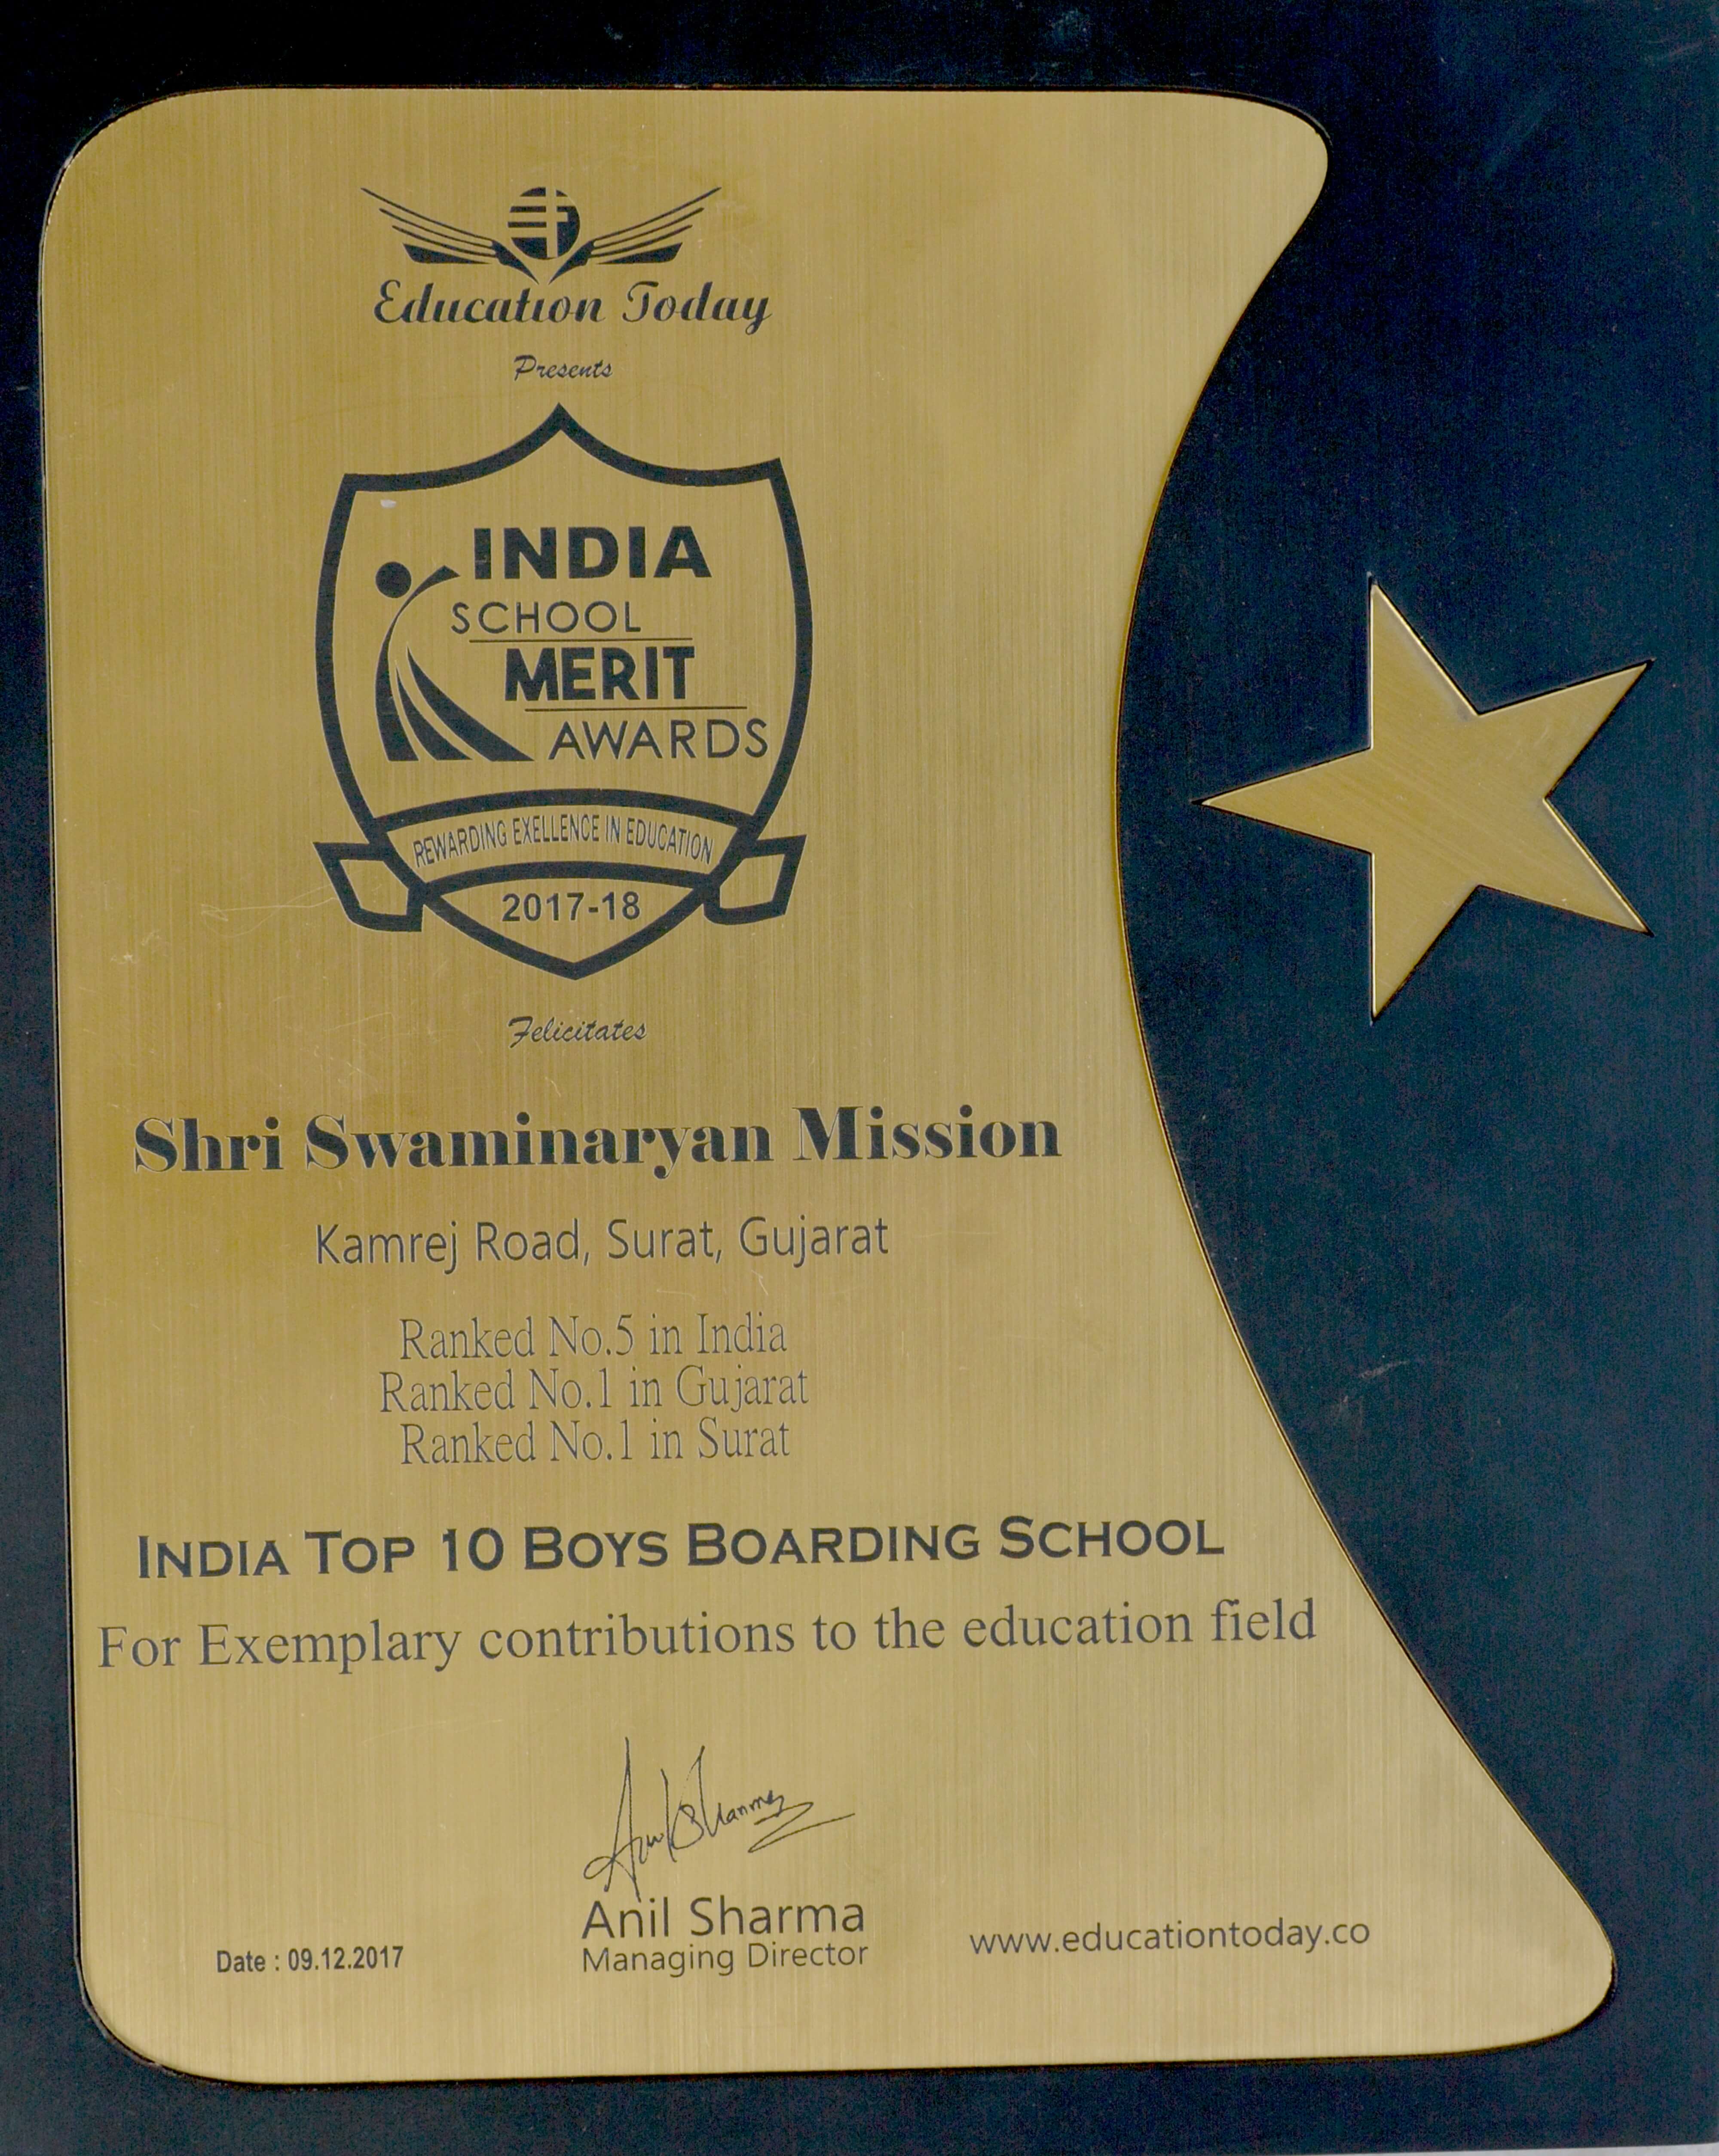 Education Today
Presents
INDIA
SCHOOL
MERIT
AWARDS
REWARDING EXELLENCE IN EDUCATION
2017-18
Felicitates
Shri Swaminaryan Mission
Kamrej Road, Surat, Gujarat
Ranked No.5 in India
Ranked No.1 in Gujarat
Ranked No.1 in Surat
INDIA TOP 10 BOYS BOARDING SCHOOL
For Exemplary contributions to the education field
Anil Sharma
Managing Director
Date : 09.12.2017
www.educationtoday.co